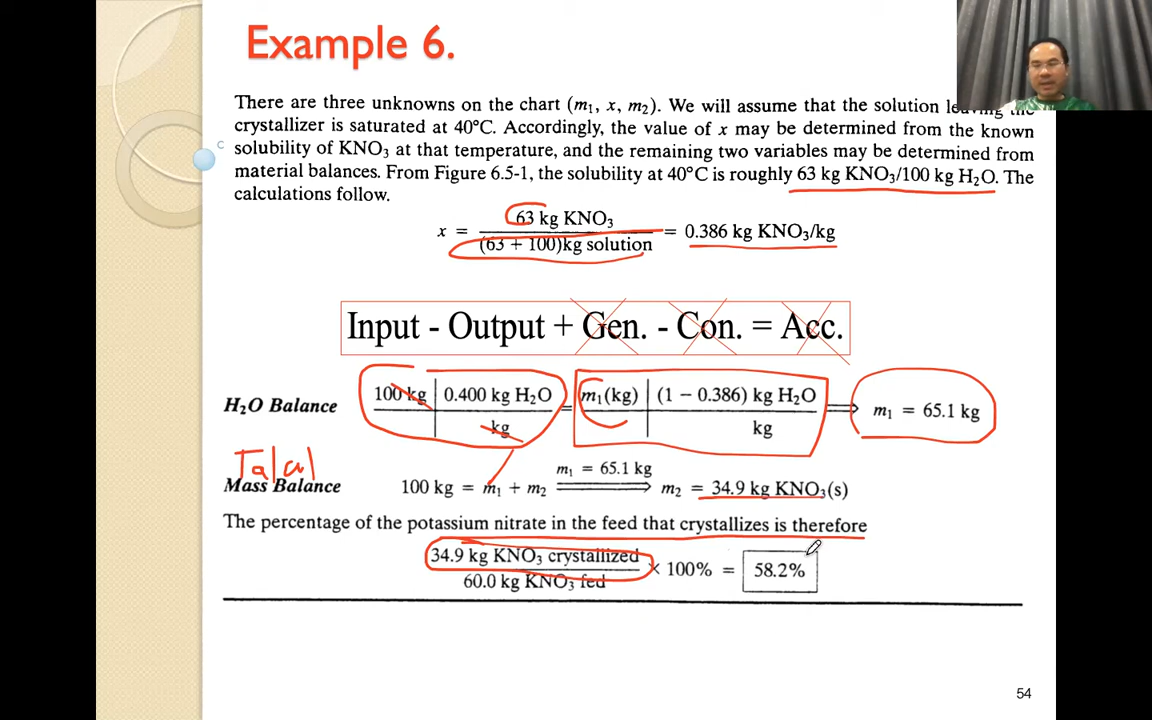 Example 6.
There are three unknowns on the chart (m₁, x, m₂). We will assume that the solution leaving the
crystallizer is saturated at 40°C. Accordingly, the value of x may be determined from the known
solubility of KNO₃ at that temperature, and the remaining two variables may be determined from
material balances. From Figure 6.5-1, the solubility at 40°C is roughly 63 kg KNO₃/100 kg H₂O. The
calculations follow.
x = 63 kg KNO₃ / (63 + 100)kg solution = 0.386 kg KNO₃/kg
Input - Output + Gen. - Con. = Acc.
H₂O Balance 100 kg | 0.400 kg H₂O / | kg = m₁(kg) | (1 − 0.386) kg H₂O / | kg ⟹ m₁ = 65.1 kg
Total
Mass Balance 100 kg = m₁ + m₂ m₁ = 65.1 kg ⟹ m₂ = 34.9 kg KNO₃(s)
The percentage of the potassium nitrate in the feed that crystallizes is therefore
34.9 kg KNO₃ crystallized / 60.0 kg KNO₃ fed × 100% = 58.2%
54